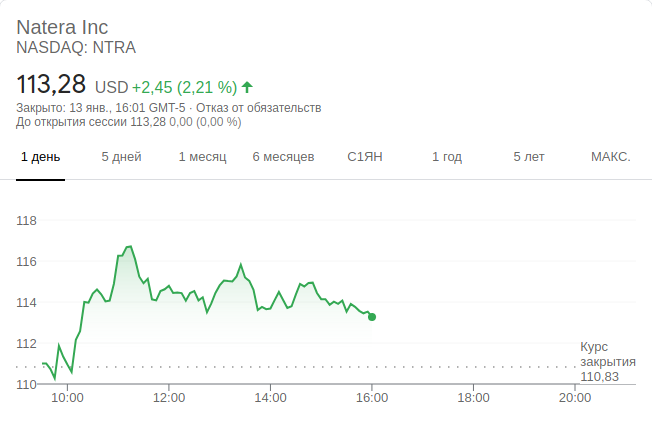 Natera Inc
NASDAQ: NTRA
113,28 USD +2,45 (2,21 %)
Закрыто: 13 янв., 16:01 GMT-5 · Отказ от обязательств
До открытия сессии 113,28 0,00 (0,00 %)
1 день 5 дней 1 месяц 6 месяцев С1ЯН 1 год 5 лет МАКС.
118
116
114
112
110
Курс
закрытия
110,83
10:00 12:00 14:00 16:00 18:00 20:00